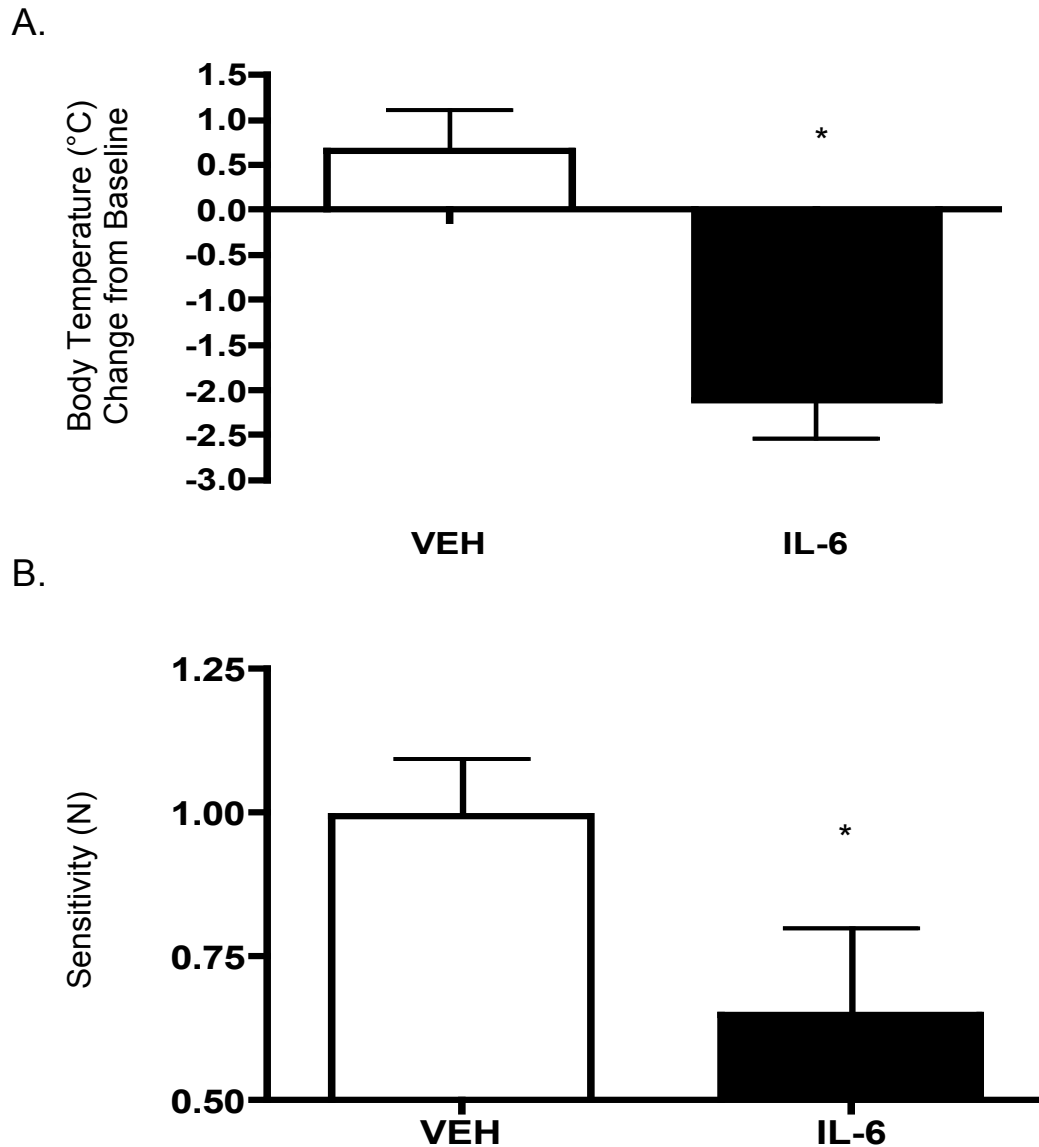 A.
Body Temperature (°C)
Change from Baseline
1.5
1.0
0.5
0.0
-0.5
-1.0
-1.5
-2.0
-2.5
-3.0
*
VEH IL-6
B.
Sensitivity (N)
1.25
1.00
0.75
0.50
*
VEH IL-6